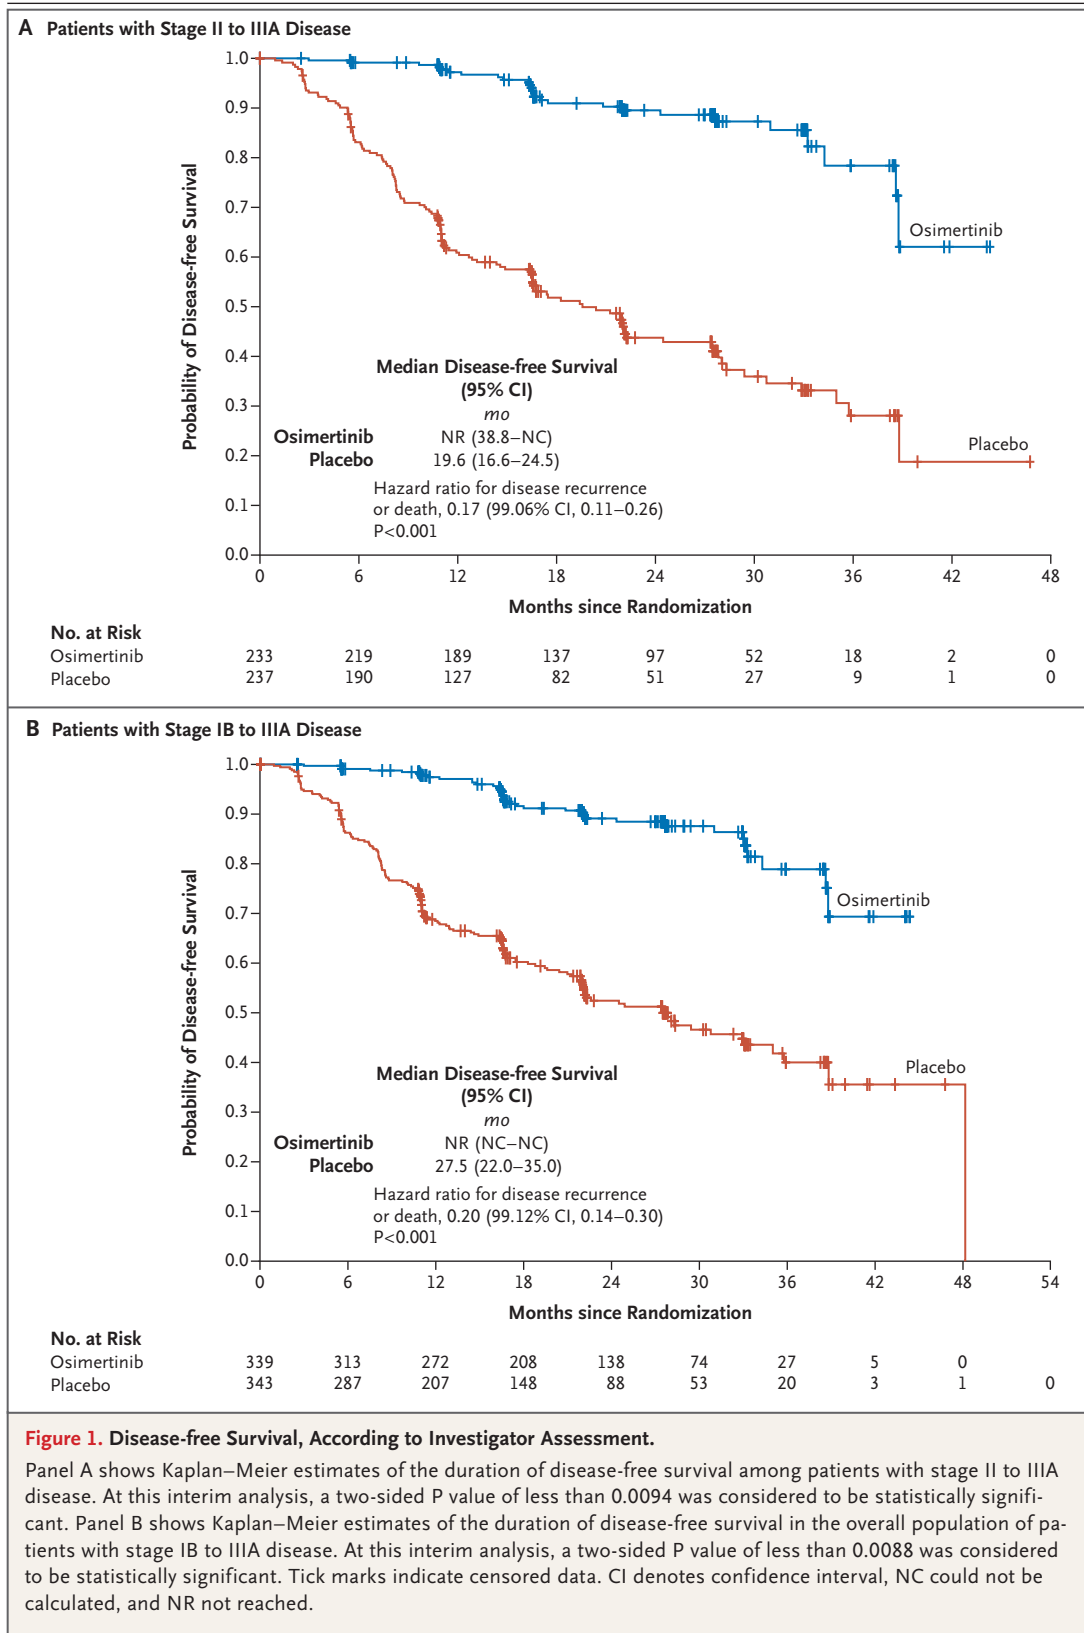 A Patients with Stage II to IIIA Disease
Probability of Disease-free Survival
1.0
0.9
0.8
0.7
0.6
0.5
0.4
0.3
0.2
0.1
0.0
Osimertinib
Placebo
Median Disease-free Survival
(95% CI)
mo
Osimertinib NR (38.8–NC)
Placebo 19.6 (16.6–24.5)
Hazard ratio for disease recurrence
or death, 0.17 (99.06% CI, 0.11–0.26)
P<0.001
0 6 12 18 24 30 36 42 48
Months since Randomization
No. at Risk
Osimertinib 233 219 189 137 97 52 18 2 0
Placebo 237 190 127 82 51 27 9 1 0
B Patients with Stage IB to IIIA Disease
Probability of Disease-free Survival
1.0
0.9
0.8
0.7
0.6
0.5
0.4
0.3
0.2
0.1
0.0
Osimertinib
Placebo
Median Disease-free Survival
(95% CI)
mo
Osimertinib NR (NC–NC)
Placebo 27.5 (22.0–35.0)
Hazard ratio for disease recurrence
or death, 0.20 (99.12% CI, 0.14–0.30)
P<0.001
0 6 12 18 24 30 36 42 48 54
Months since Randomization
No. at Risk
Osimertinib 339 313 272 208 138 74 27 5 0
Placebo 343 287 207 148 88 53 20 3 1 0
Figure 1. Disease-free Survival, According to Investigator Assessment.
Panel A shows Kaplan–Meier estimates of the duration of disease-free survival among patients with stage II to IIIA
disease. At this interim analysis, a two-sided P value of less than 0.0094 was considered to be statistically signifi-
cant. Panel B shows Kaplan–Meier estimates of the duration of disease-free survival in the overall population of pa-
tients with stage IB to IIIA disease. At this interim analysis, a two-sided P value of less than 0.0088 was considered
to be statistically significant. Tick marks indicate censored data. CI denotes confidence interval, NC could not be
calculated, and NR not reached.